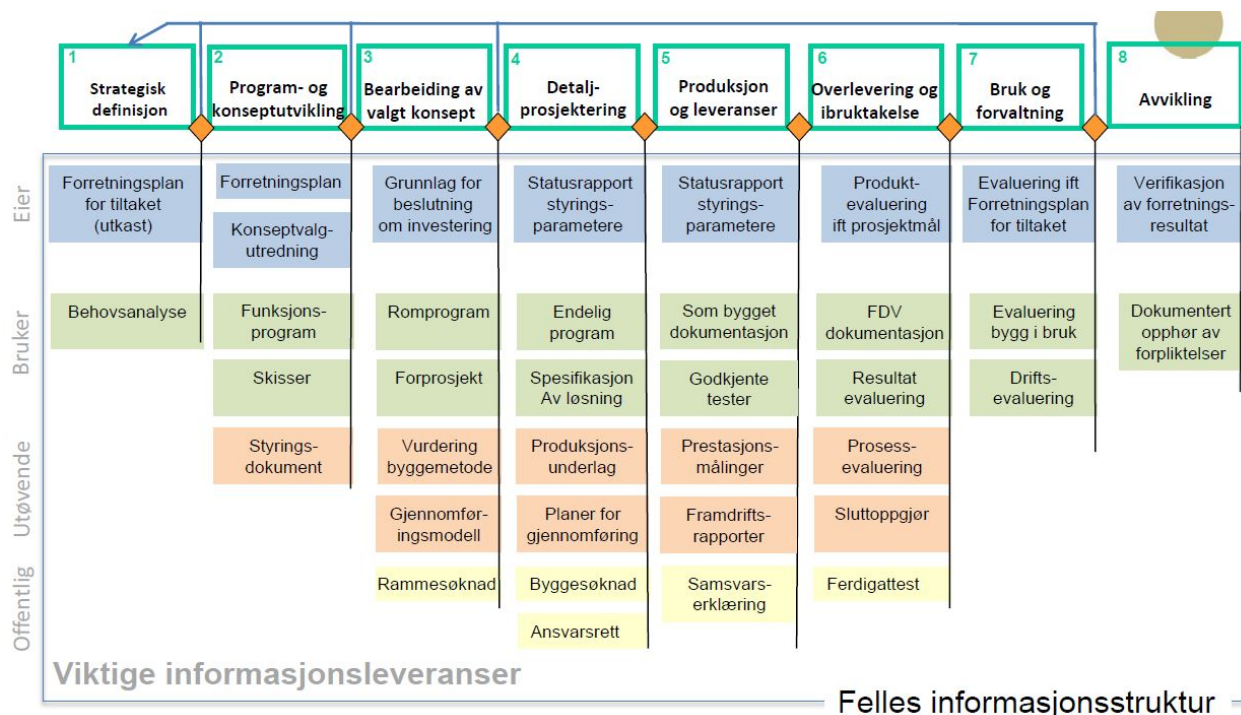 1
Strategisk
definisjon
2
Program- og
konseptutvikling
3
Bearbeiding av
valgt konsept
4
Detalj-
prosjektering
5
Produksjon
og leveranser
6
Overlevering og
ibruktakelse
7
Bruk og
forvaltning
8
Avvikling
Eier
Forretningsplan
for tiltaket
(utkast)
Forretningsplan
Konseptvalg-
utredning
Grunnlag for
beslutning
om investering
Statusrapport
styrings-
parametere
Statusrapport
styrings-
parametere
Produkt-
evaluering
ift prosjektmål
Evaluering ift
Forretningsplan
for tiltaket
Verifikasjon
av forretnings-
resultat
Bruker
Behovsanalyse
Funksjons-
program
Romprogram
Endelig
program
Som bygget
dokumentasjon
FDV
dokumentasjon
Evaluering
bygg i bruk
Dokumentert
opphør av
forpliktelser
Skisser
Forprosjekt
Spesifikasjon
Av løsning
Godkjente
tester
Resultat
evaluering
Drifts-
evaluering
Utøvende
Styrings-
dokument
Vurdering
byggemetode
Produksjons-
underlag
Prestasjons-
målinger
Prosess-
evaluering
Gjennomfør-
ingsmodell
Planer for
gjennomføring
Framdrifts-
rapporter
Sluttoppgjør
Offentlig
Rammesøknad
Byggesøknad
Samsvars-
erklæring
Ferdigattest
Ansvarsrett
Viktige informasjonsleveranser
Felles informasjonsstruktur